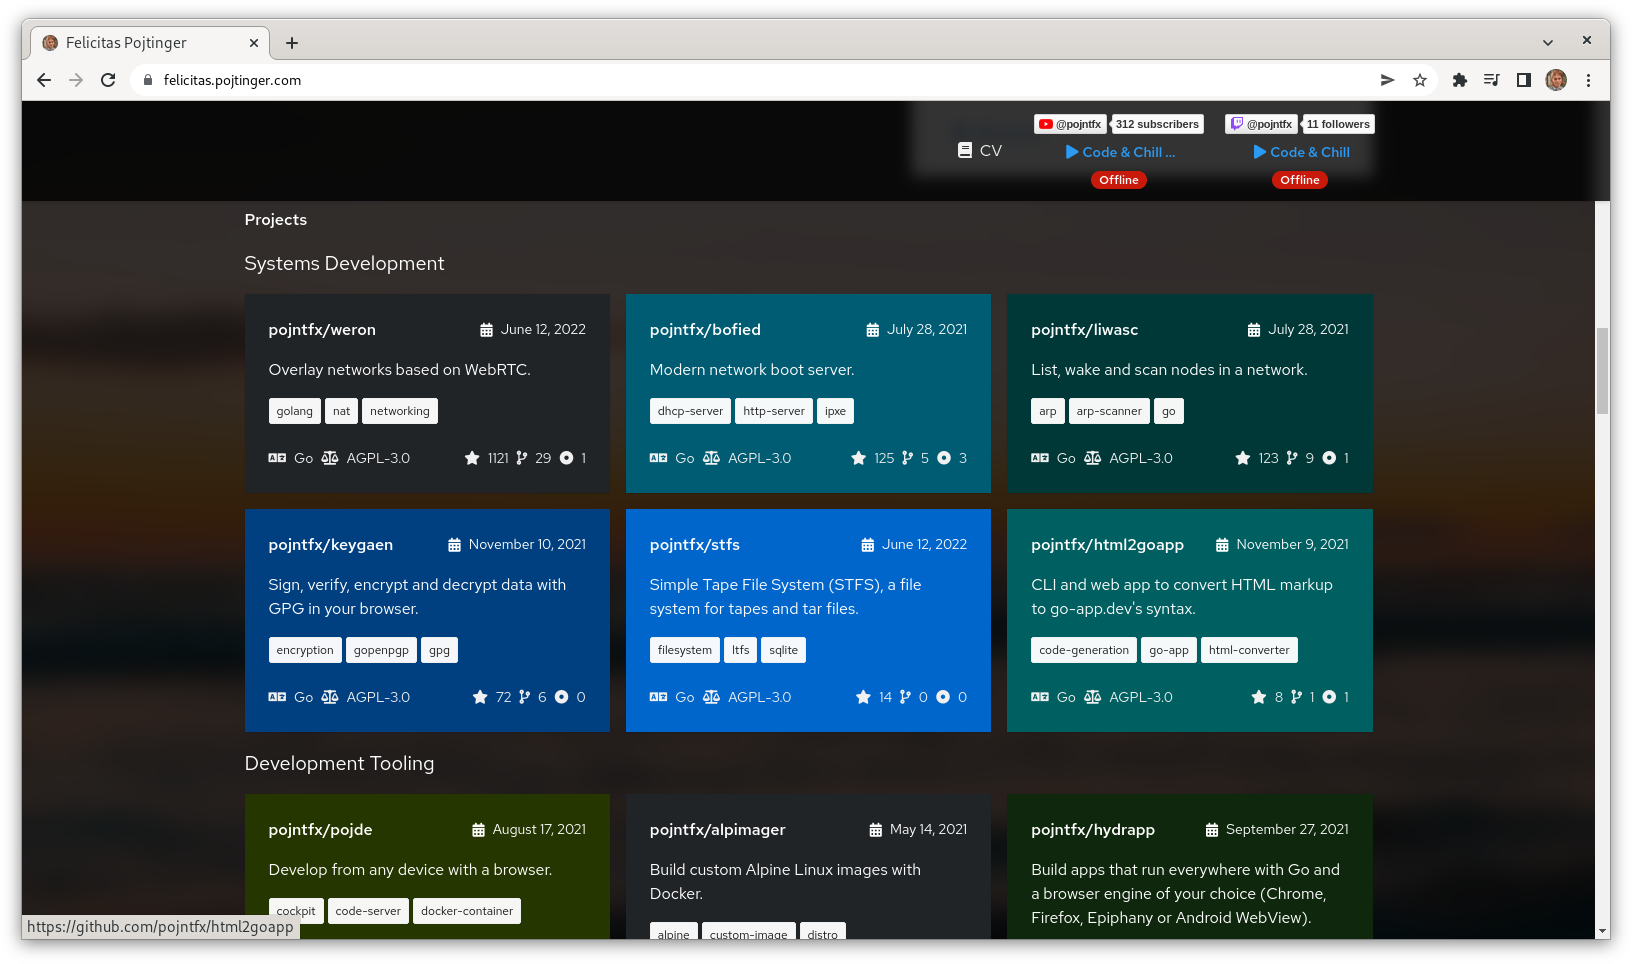 Felicitas Pojtinger
felicitas.pojtinger.com
CV
@pojntfx 312 subscribers
Code & Chill ...
Offline
@pojntfx 11 followers
Code & Chill
Offline
Projects
Systems Development
pojntfx/weron June 12, 2022
Overlay networks based on WebRTC.
golang nat networking
Go AGPL-3.0 1121 29 1
pojntfx/bofied July 28, 2021
Modern network boot server.
dhcp-server http-server ipxe
Go AGPL-3.0 125 5 3
pojntfx/liwasc July 28, 2021
List, wake and scan nodes in a network.
arp arp-scanner go
Go AGPL-3.0 123 9 1
pojntfx/keygaen November 10, 2021
Sign, verify, encrypt and decrypt data with
GPG in your browser.
encryption gopenpgp gpg
Go AGPL-3.0 72 6 0
pojntfx/stfs June 12, 2022
Simple Tape File System (STFS), a file
system for tapes and tar files.
filesystem ltfs sqlite
Go AGPL-3.0 14 0 0
pojntfx/html2goapp November 9, 2021
CLI and web app to convert HTML markup
to go-app.dev's syntax.
code-generation go-app html-converter
Go AGPL-3.0 8 1 1
Development Tooling
pojntfx/pojde August 17, 2021
Develop from any device with a browser.
cockpit code-server docker-container
pojntfx/alpimager May 14, 2021
Build custom Alpine Linux images with
Docker.
alpine custom-image distro
pojntfx/hydrapp September 27, 2021
Build apps that run everywhere with Go and
a browser engine of your choice (Chrome,
Firefox, Epiphany or Android WebView).
https://github.com/pojntfx/html2goapp